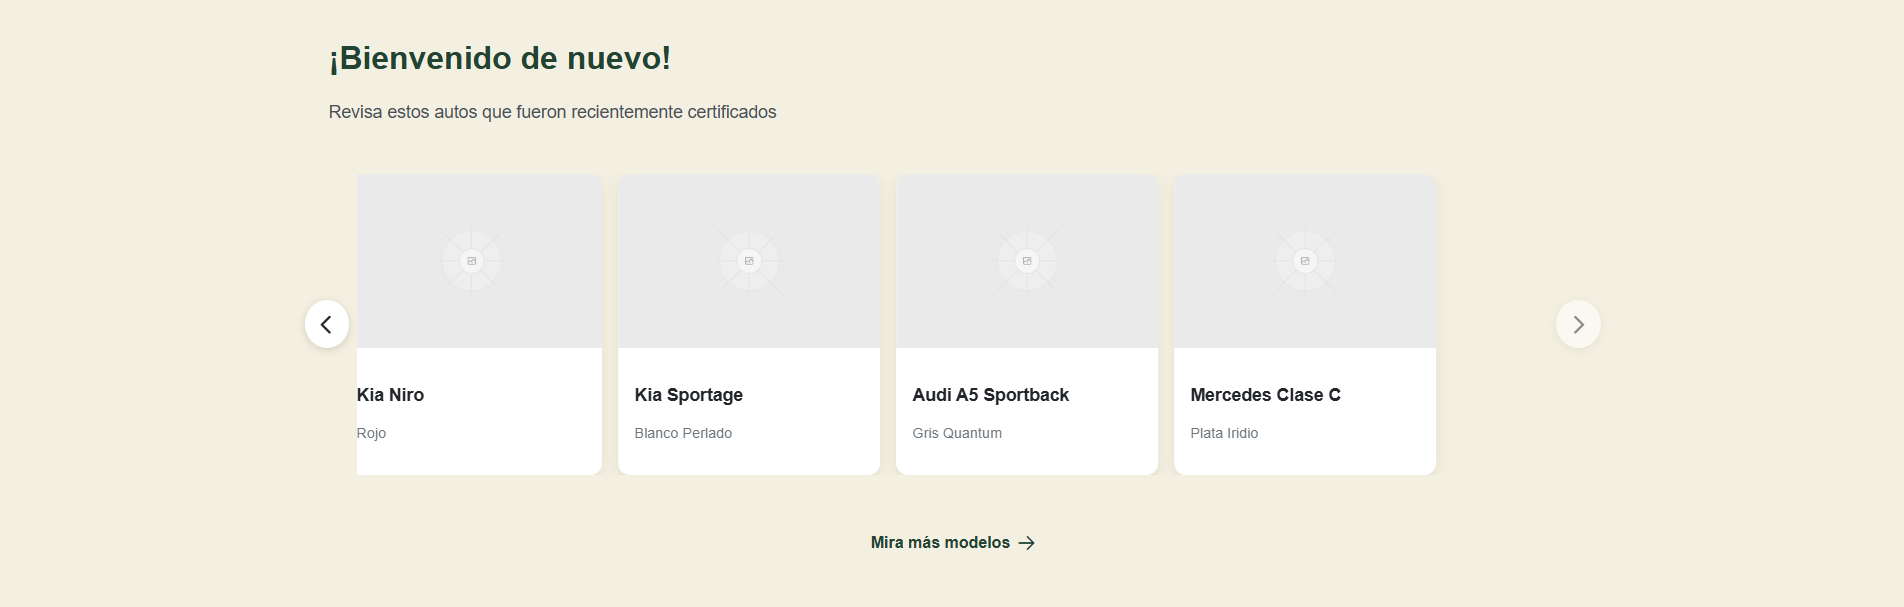 ¡Bienvenido de nuevo!
Revisa estos autos que fueron recientemente certificados
Kia Niro
Rojo
Kia Sportage
Blanco Perlado
Audi A5 Sportback
Gris Quantum
Mercedes Clase C
Plata Iridio
Mira más modelos